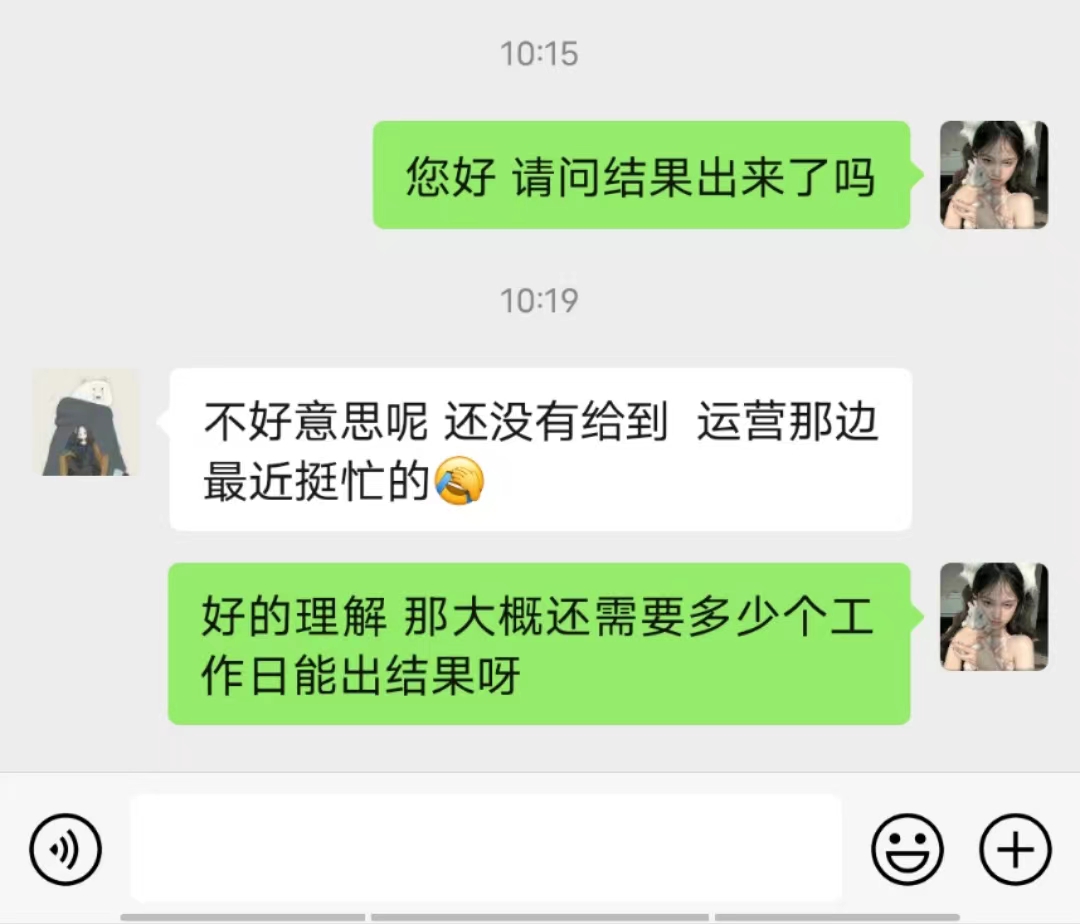 10:15
您好 请问结果出来了吗
10:19
不好意思呢 还没有给到  运营那边
最近挺忙的🤦
好的理解 那大概还需要多少个工
作日能出结果呀